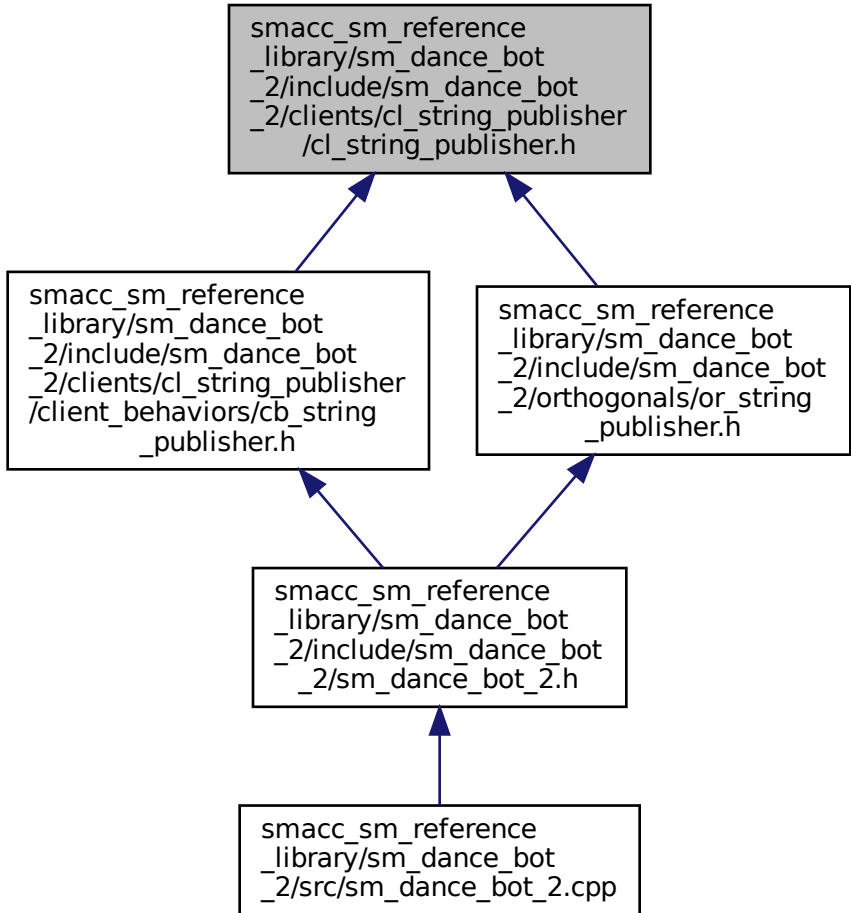 smacc_sm_reference
_library/sm_dance_bot
_2/include/sm_dance_bot
_2/clients/cl_string_publisher
/cl_string_publisher.h
smacc_sm_reference
_library/sm_dance_bot
_2/include/sm_dance_bot
_2/clients/cl_string_publisher
/client_behaviors/cb_string
_publisher.h
smacc_sm_reference
_library/sm_dance_bot
_2/include/sm_dance_bot
_2/orthogonals/or_string
_publisher.h
smacc_sm_reference
_library/sm_dance_bot
_2/include/sm_dance_bot
_2/sm_dance_bot_2.h
smacc_sm_reference
_library/sm_dance_bot
_2/src/sm_dance_bot_2.cpp